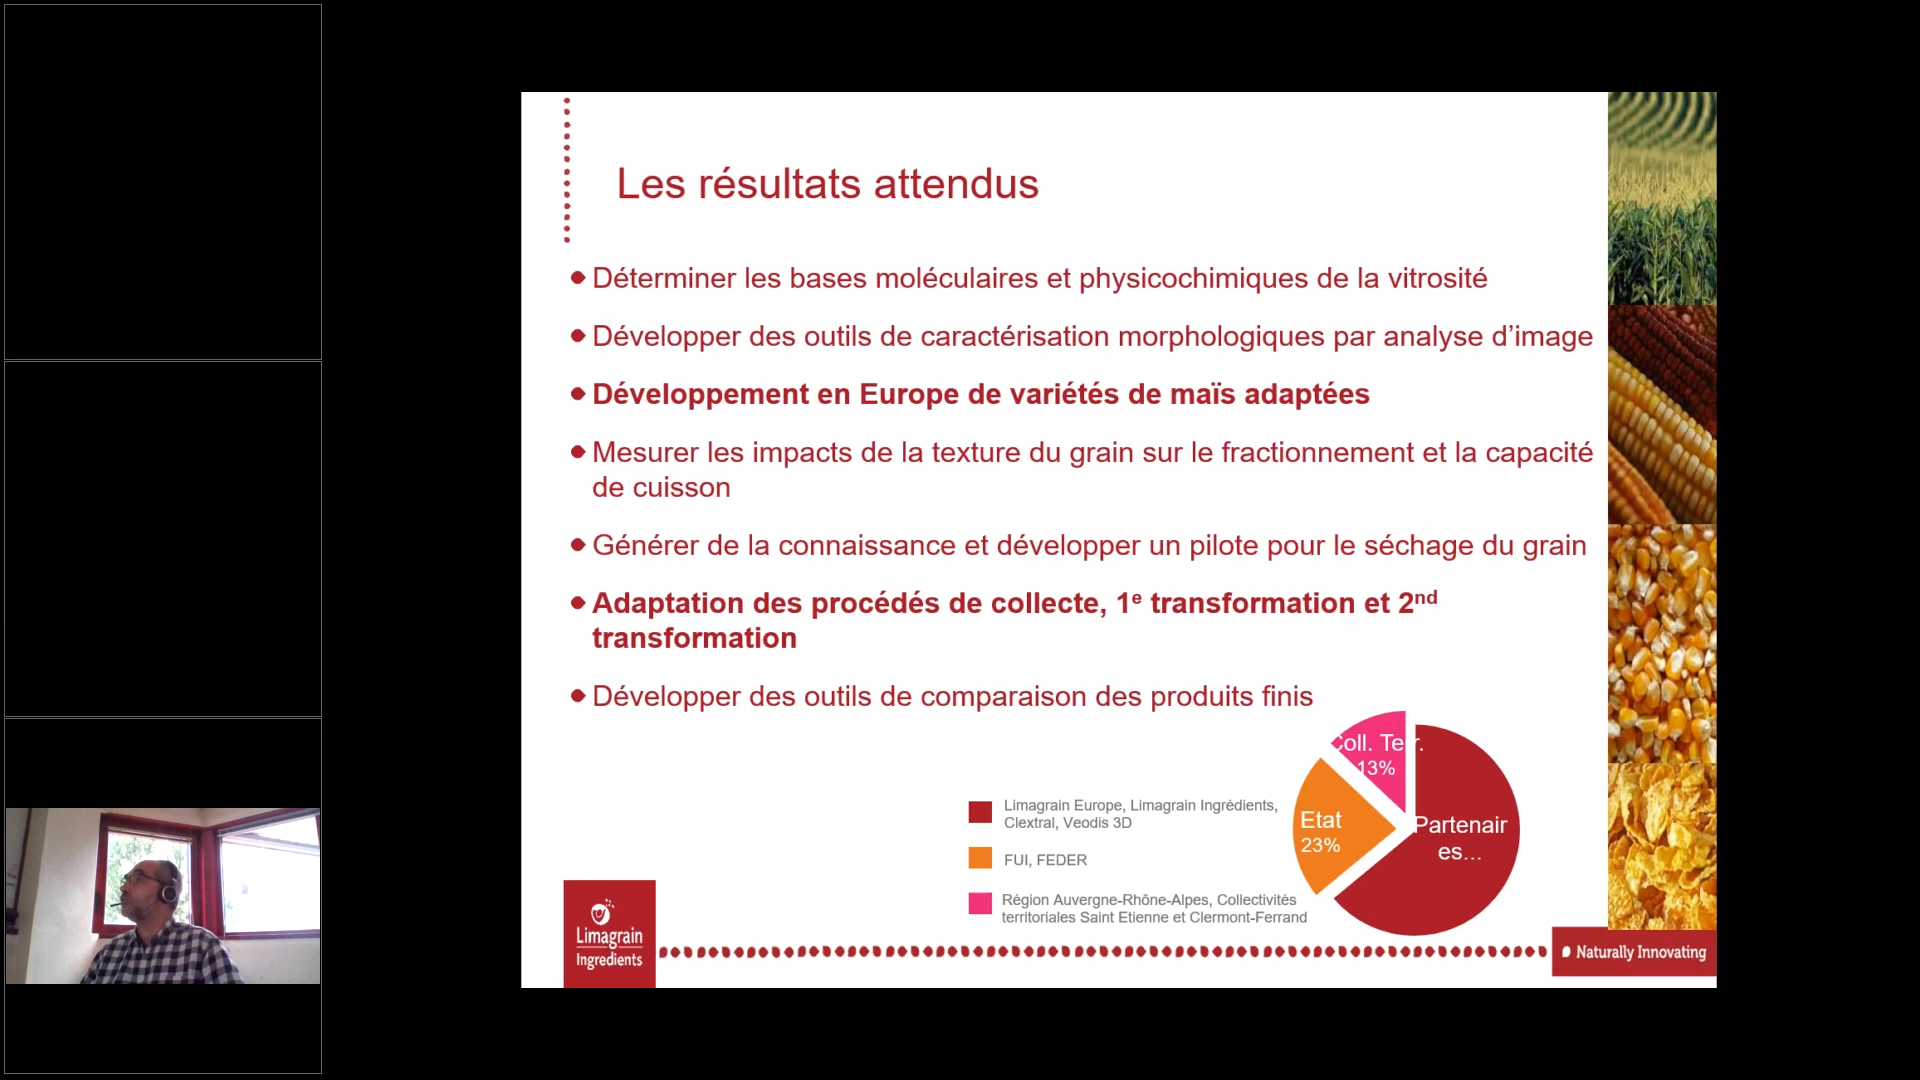 Les résultats attendus
Déterminer les bases moléculaires et physicochimiques de la vitrosité
Développer des outils de caractérisation morphologiques par analyse d’image
Développement en Europe de variétés de maïs adaptées
Mesurer les impacts de la texture du grain sur le fractionnement et la capacité
de cuisson
Générer de la connaissance et développer un pilote pour le séchage du grain
Adaptation des procédés de collecte, 1e transformation et 2nd
transformation
Développer des outils de comparaison des produits finis
Coll. Terr.
13%
Etat
23%
Partenair
es...
Limagrain Europe, Limagrain Ingrédients,
Clextral, Veodis 3D
FUI, FEDER
Région Auvergne-Rhône-Alpes, Collectivités
territoriales Saint Etienne et Clermont-Ferrand
Limagrain
Ingredients
Naturally Innovating